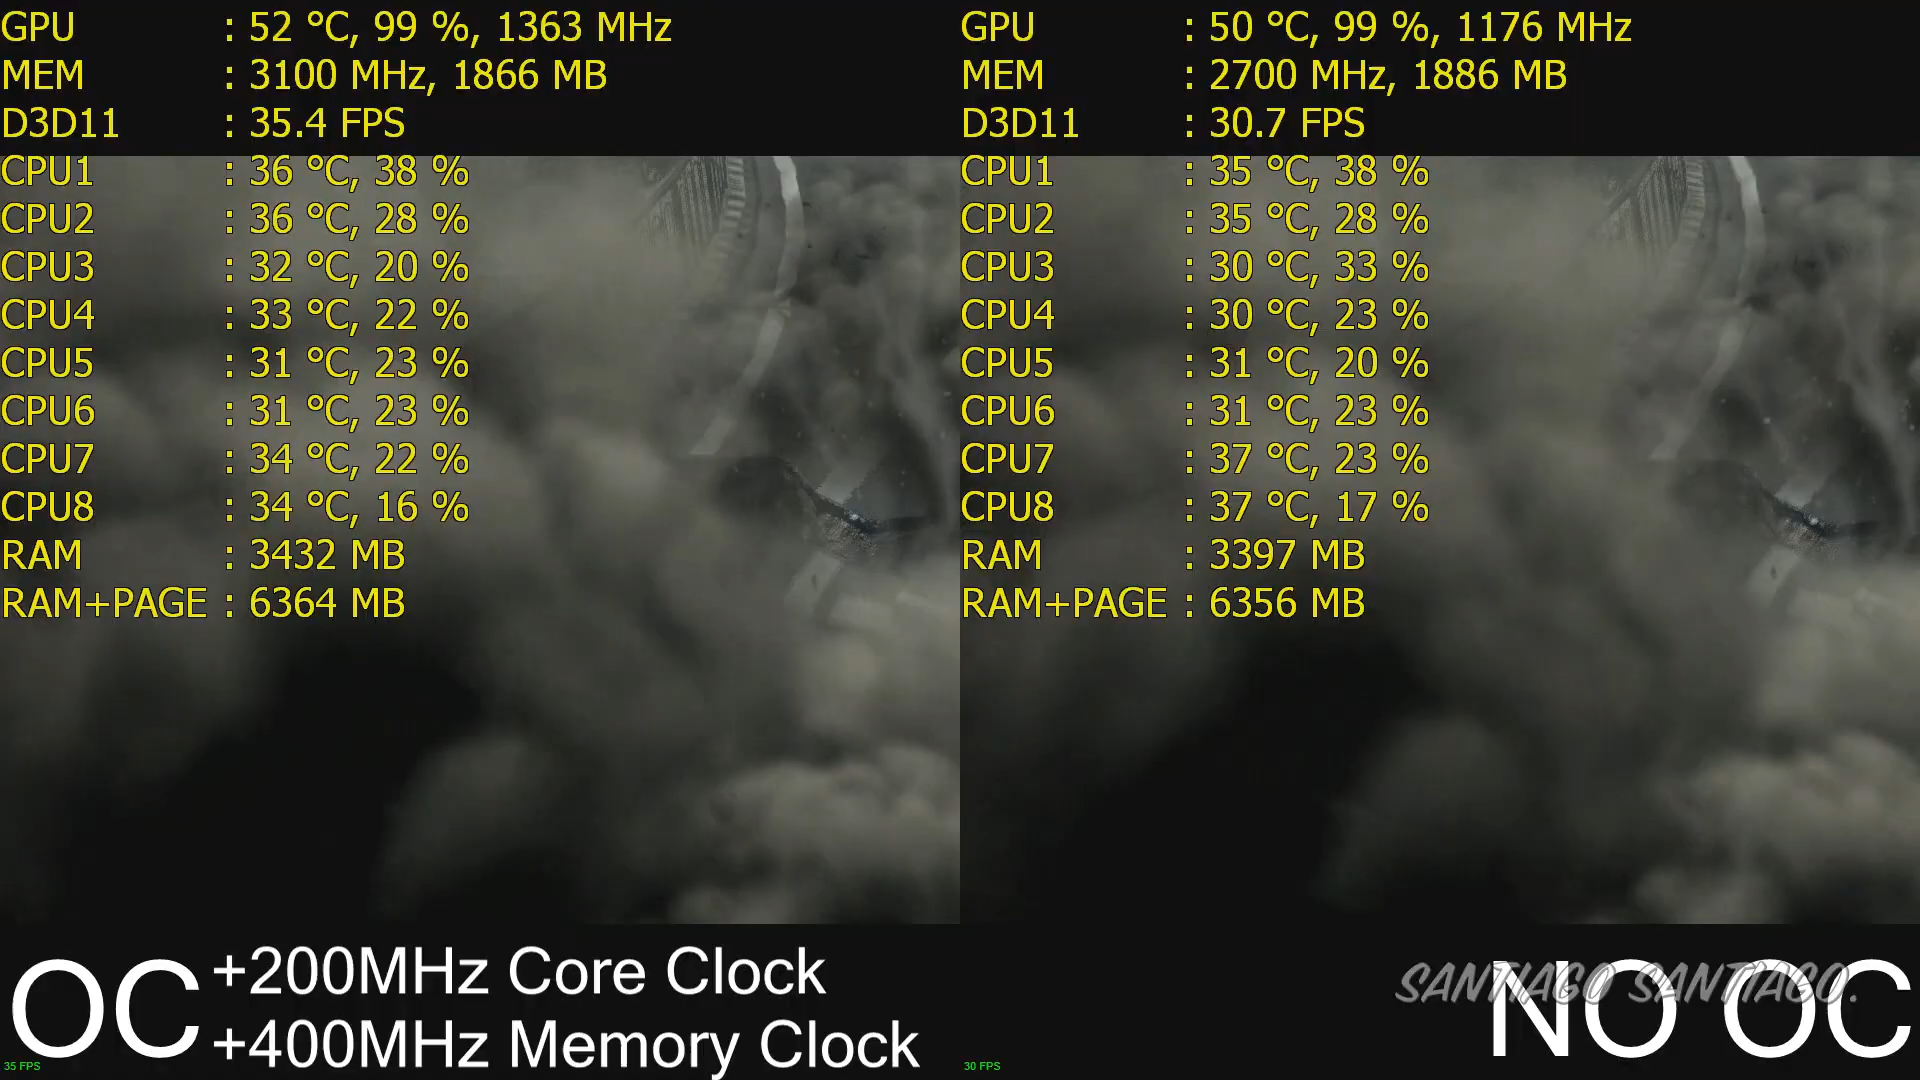 GPU : 52 °C, 99 %, 1363 MHz
MEM : 3100 MHz, 1866 MB
D3D11 : 35.4 FPS
CPU1 : 36 °C, 38 %
CPU2 : 36 °C, 28 %
CPU3 : 32 °C, 20 %
CPU4 : 33 °C, 22 %
CPU5 : 31 °C, 23 %
CPU6 : 31 °C, 23 %
CPU7 : 34 °C, 22 %
CPU8 : 34 °C, 16 %
RAM : 3432 MB
RAM+PAGE : 6364 MB
OC
+200MHz Core Clock
+400MHz Memory Clock
35 FPS
GPU : 50 °C, 99 %, 1176 MHz
MEM : 2700 MHz, 1886 MB
D3D11 : 30.7 FPS
CPU1 : 35 °C, 38 %
CPU2 : 35 °C, 28 %
CPU3 : 30 °C, 33 %
CPU4 : 30 °C, 23 %
CPU5 : 31 °C, 20 %
CPU6 : 31 °C, 23 %
CPU7 : 37 °C, 23 %
CPU8 : 37 °C, 17 %
RAM : 3397 MB
RAM+PAGE : 6356 MB
SANTIAGO SANTIAGO.
NO OC
30 FPS